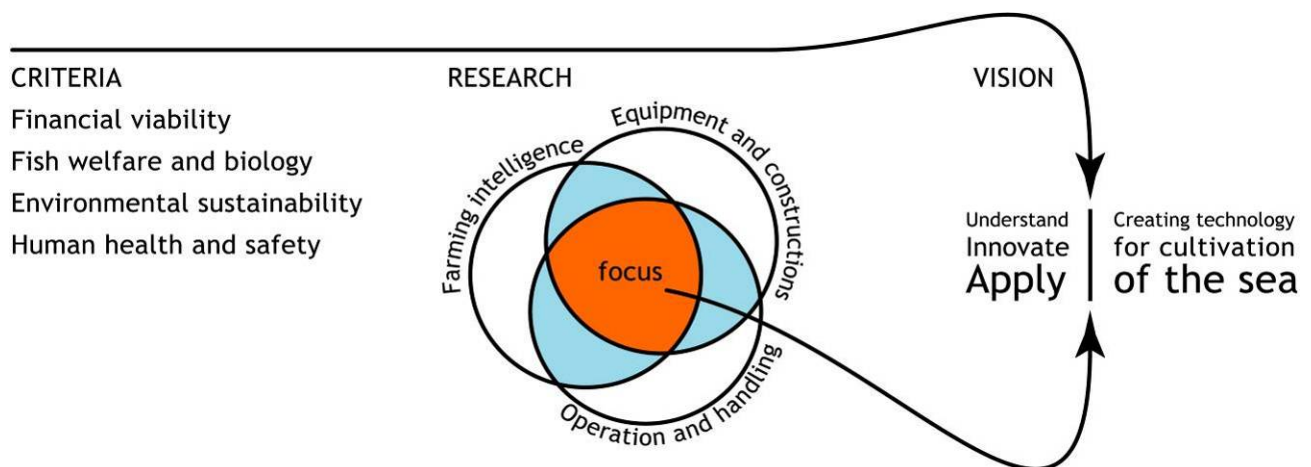 CRITERIA
Financial viability
Fish welfare and biology
Environmental sustainability
Human health and safety
RESEARCH
Farming intelligence
Equipment and constructions
Operation and handling
focus
VISION
Understand
Innovate
Apply
Creating technology
for cultivation
of the sea